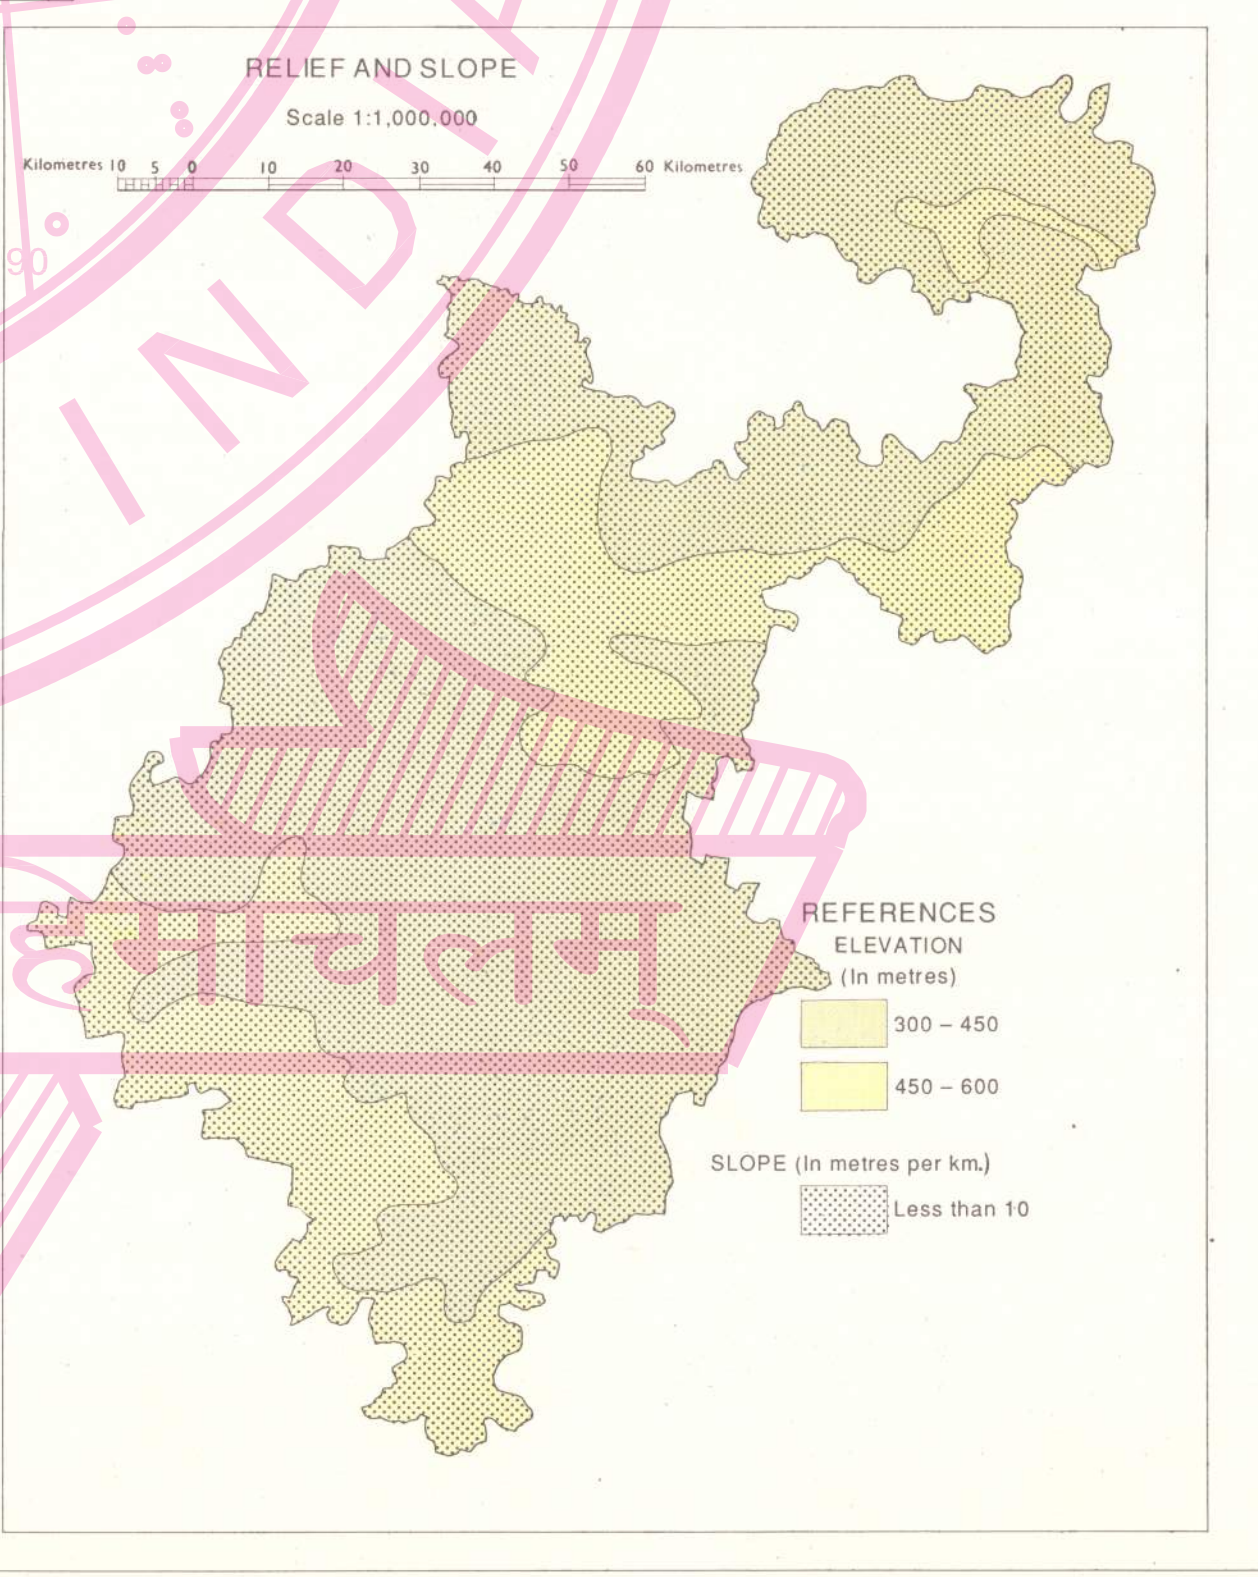 RELIEF AND SLOPE
Scale 1:1,000,000
Kilometres 10 5 0 10 20 30 40 50 60 Kilometres
90
INDIA
हिमाचलम्
REFERENCES
ELEVATION
(In metres)
300 – 450
450 – 600
SLOPE (In metres per km.)
Less than 10